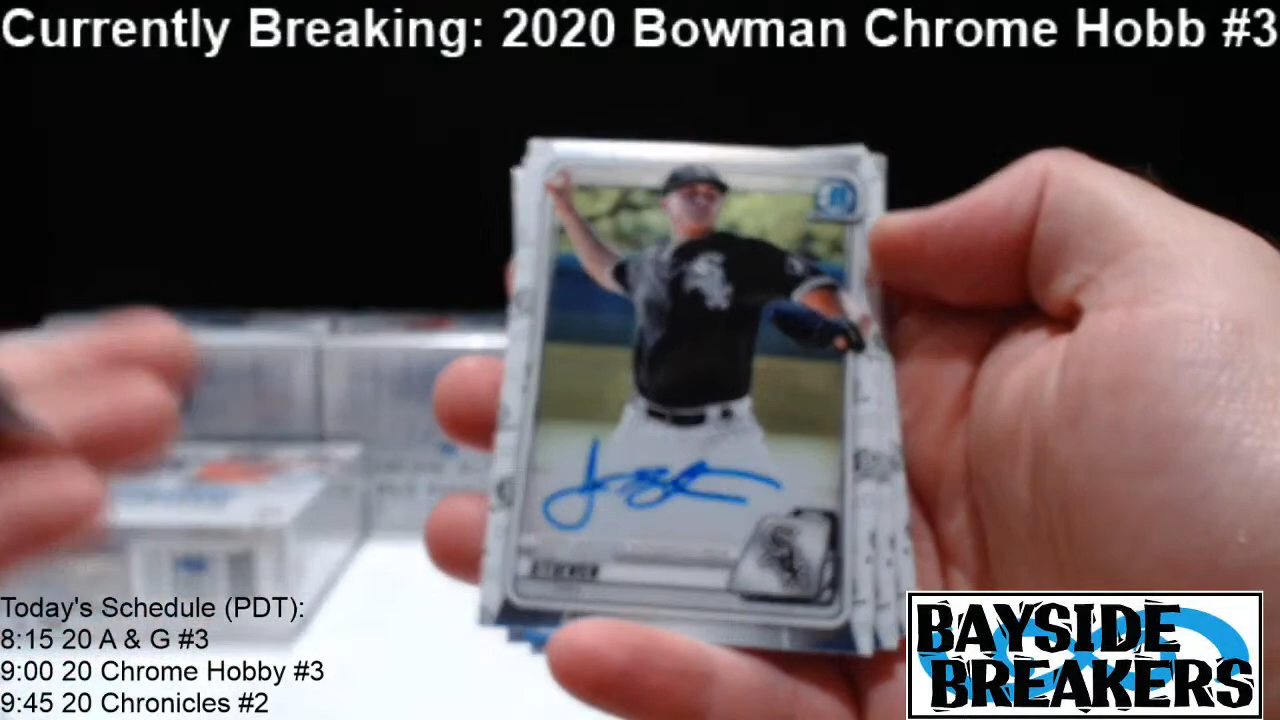 Currently Breaking: 2020 Bowman Chrome Hobb #3
STIEVER
Today's Schedule (PDT):
8:15 20 A & G #3
9:00 20 Chrome Hobby #3
9:45 20 Chronicles #2
BAYSIDE
BREAKERS